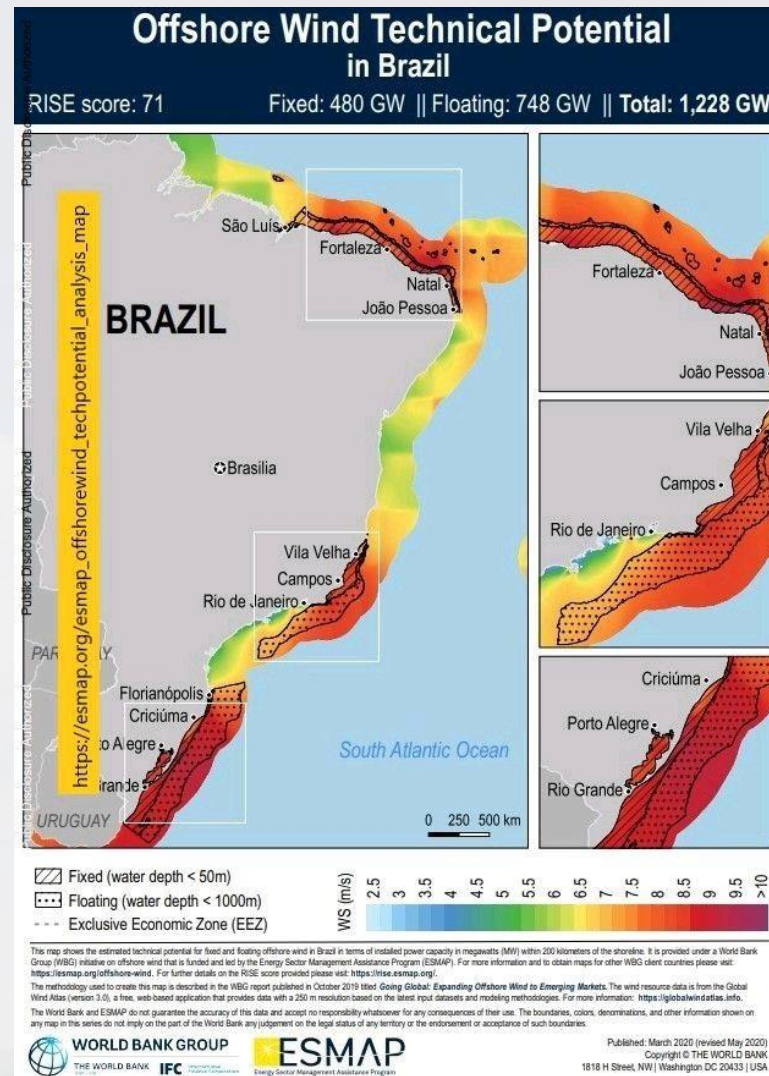 Offshore Wind Technical Potential
in Brazil
RISE score: 71 Fixed: 480 GW || Floating: 748 GW || Total: 1,228 GW
Public Disclosure Authorized
Public Disclosure Authorized
Public Disclosure Authorized
Public Disclosure Authorized
https://esmap.org/esmap_offshorewind_techpotential_analysis_map
São Luís
Fortaleza
Natal
João Pessoa
BRAZIL
Brasilia
Vila Velha
Campos
Rio de Janeiro
Florianópolis
Criciúma
to Alegre
Grande
URUGUAY
South Atlantic Ocean
0 250 500 km
Fortaleza
Natal
João Pessoa
Vila Velha
Campos
Rio de Janeiro
Criciúma
Porto Alegre
Rio Grande
Fixed (water depth < 50m)
Floating (water depth < 1000m)
Exclusive Economic Zone (EEZ)
WS (m/s)
2.5 3 3.5 4 4.5 5 5.5 6 6.5 7 7.5 8 8.5 9 9.5 >10
This map shows the estimated technical potential for fixed and floating offshore wind in Brazil in terms of installed power capacity in megawatts (MW) within 200 kilometers of the shoreline. It is provided under a World Bank
Group (WBG) initiative on offshore wind that is funded and led by the Energy Sector Management Assistance Program (ESMAP). For more information and to obtain maps for other WBG client countries please visit:
https://esmap.org/offshore-wind. For further details on the RISE score provided please visit: https://rise.esmap.org/.
The methodology used to create this map is described in the WBG report published in October 2019 titled Going Global: Expanding Offshore Wind to Emerging Markets. The wind resource data is from the Global
Wind Atlas (version 3.0), a free, web-based application that provides data with a 250 m resolution based on the latest input datasets and modeling methodologies. For more information: https://globalwindatlas.info.
The World Bank and ESMAP do not guarantee the accuracy of this data and accept no responsibility whatsoever for any consequences of their use. The boundaries, colors, denominations, and other information shown on
any map in this series do not imply on the part of the World Bank any judgement on the legal status of any territory or the endorsement or acceptance of such boundaries.
WORLD BANK GROUP
THE WORLD BANK IFC International Finance Corporation
ESMAP
Energy Sector Management Assistance Program
Published: March 2020 (revised May 2020)
Copyright © THE WORLD BANK
1818 H Street, NW | Washington DC 20433 | USA